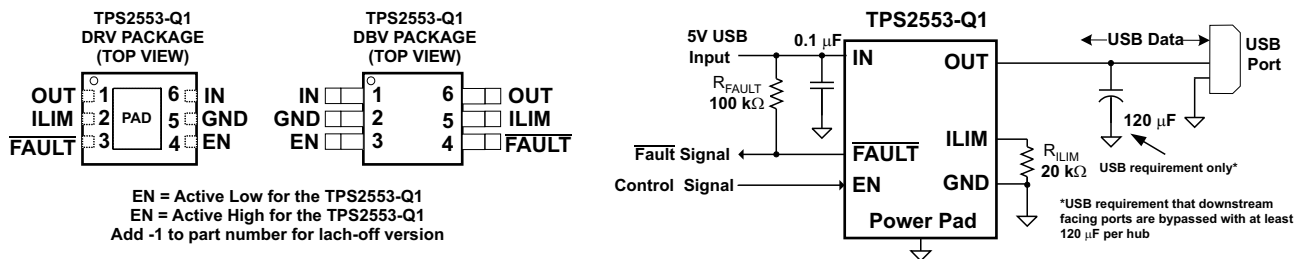 TPS2553-Q1
DRV PACKAGE
(TOP VIEW)
OUT 1
ILIM 2
FAULT 3
PAD
6 IN
5 GND
4 EN
TPS2553-Q1
DBV PACKAGE
(TOP VIEW)
IN 1
GND 2
EN 3
6 OUT
5 ILIM
4 FAULT
EN = Active Low for the TPS2553-Q1
EN = Active High for the TPS2553-Q1
Add -1 to part number for lach-off version
TPS2553-Q1
5V USB
Input
0.1 μF
RFAULT
100 kΩ
IN
OUT
USB Data
USB
Port
120 μF
USB requirement only*
ILIM
RILIM
20 kΩ
Fault Signal
FAULT
Control Signal
EN
GND
Power Pad
*USB requirement that downstream
facing ports are bypassed with at least
120 μF per hub